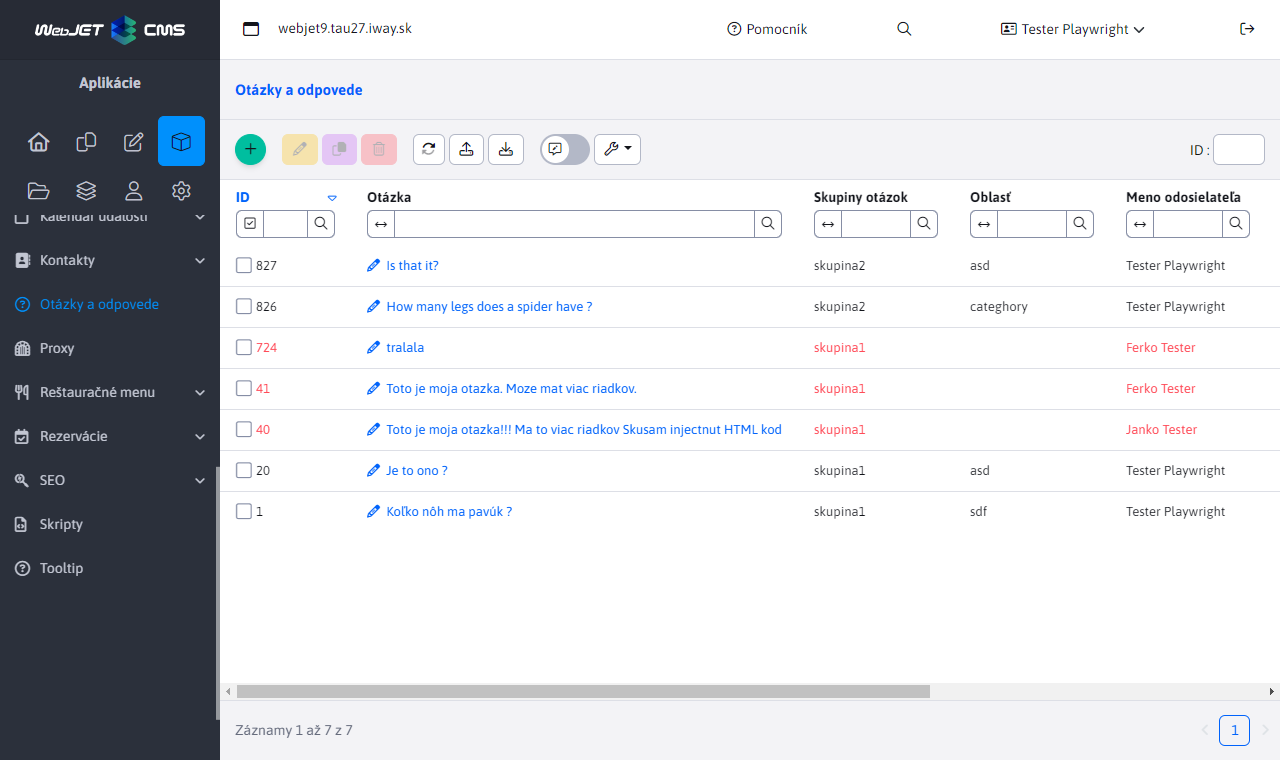 WebJET CMS
webjet9.tau27.iway.sk
Pomocník
Tester Playwright
Aplikácie
Kalendár udalostí
Kontakty
Otázky a odpovede
Proxy
Reštauračné menu
Rezervácie
SEO
Skripty
Tooltip
Otázky a odpovede
ID :
ID Otázka Skupiny otázok Oblasť Meno odosielateľa
827 Is that it? skupina2 asd Tester Playwright
826 How many legs does a spider have ? skupina2 categhory Tester Playwright
724 tralala skupina1 Ferko Tester
41 Toto je moja otazka. Moze mat viac riadkov. skupina1 Ferko Tester
40 Toto je moja otazka!!! Ma to viac riadkov Skusam injectnut HTML kod skupina1 Janko Tester
20 Je to ono ? skupina1 asd Tester Playwright
1 Koľko nôh ma pavúk ? skupina1 sdf Tester Playwright
Záznamy 1 až 7 z 7
1